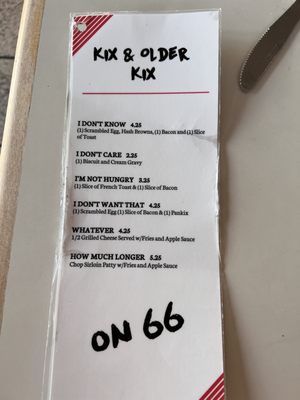 KIX & OLDER
KIX
I DON'T KNOW 4.25
(1) Scrambled Egg, Hash Browns, (1) Bacon and (1) Slice
of Toast
I DON'T CARE 2.25
(1) Biscuit and Cream Gravy
I'M NOT HUNGRY 3.25
(1) Slice of French Toast & (1) Slice of Bacon
I DON'T WANT THAT 4.25
(1) Scrambled Egg (1) Slice of Bacon & (1) Pankix
WHATEVER 4.25
1/2 Grilled Cheese Served w/Fries and Apple Sauce
HOW MUCH LONGER 5.25
Chop Sirloin Patty w/Fries and Apple Sauce
ON 66